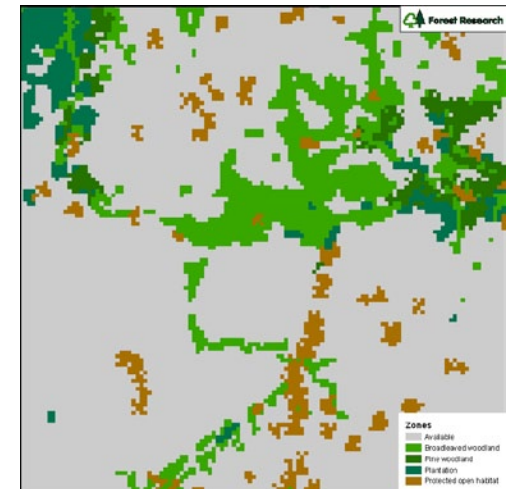 Forest Research
Zones
Available
Broadleaved woodland
Pine woodland
Plantation
Protected open habitat